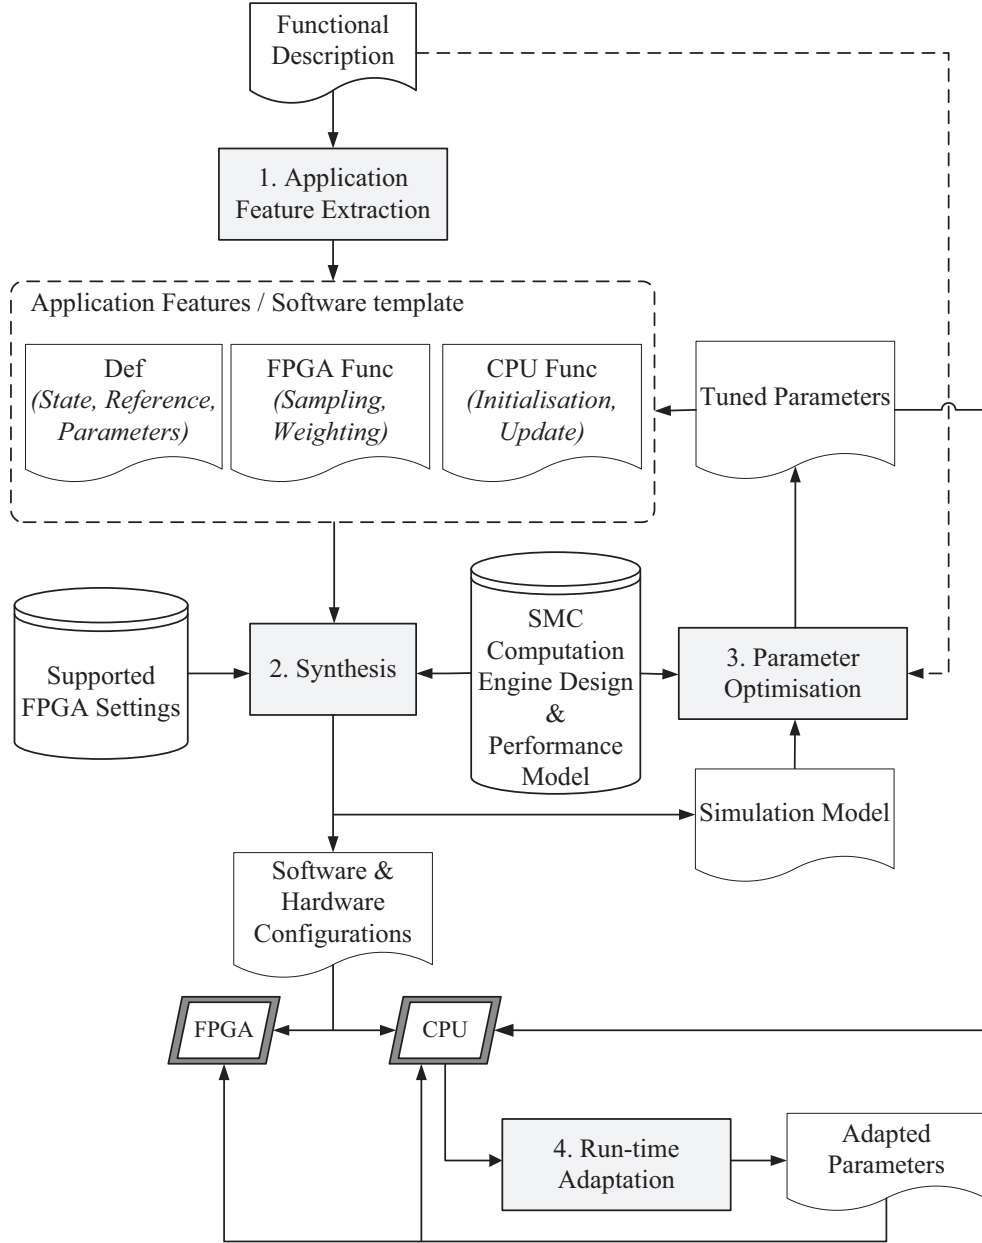 Functional
Description
1. Application
Feature Extraction
Application Features / Software template
Def
(State, Reference,
Parameters)
FPGA Func
(Sampling,
Weighting)
CPU Func
(Initialisation,
Update)
Tuned Parameters
Supported
FPGA Settings
2. Synthesis
SMC
Computation
Engine Design
&
Performance
Model
3. Parameter
Optimisation
Simulation Model
Software &
Hardware
Configurations
FPGA
CPU
4. Run-time
Adaptation
Adapted
Parameters